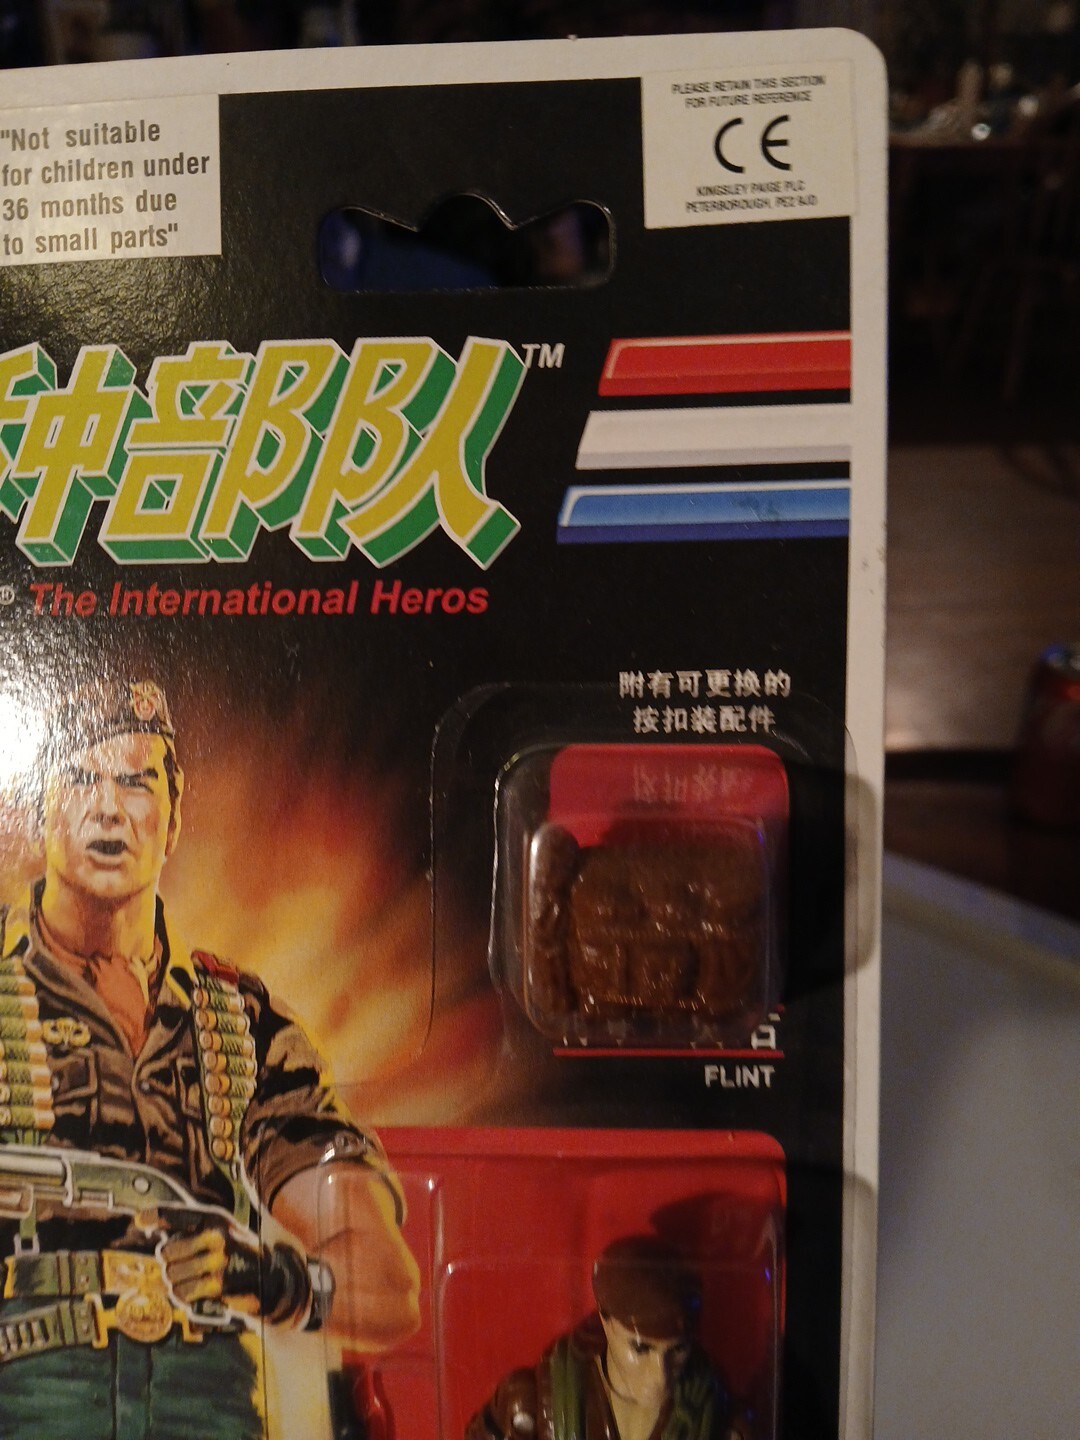 "Not suitable
for children under
36 months due
to small parts"
PLEASE RETAIN THIS SECTION
FOR FUTURE REFERENCE
CE
KINGSLEY PAIGE PLC
PETERBOROUGH, PE2 9JD
种部队™
® The International Heros
附有可更换的
按扣装配件
FLINT